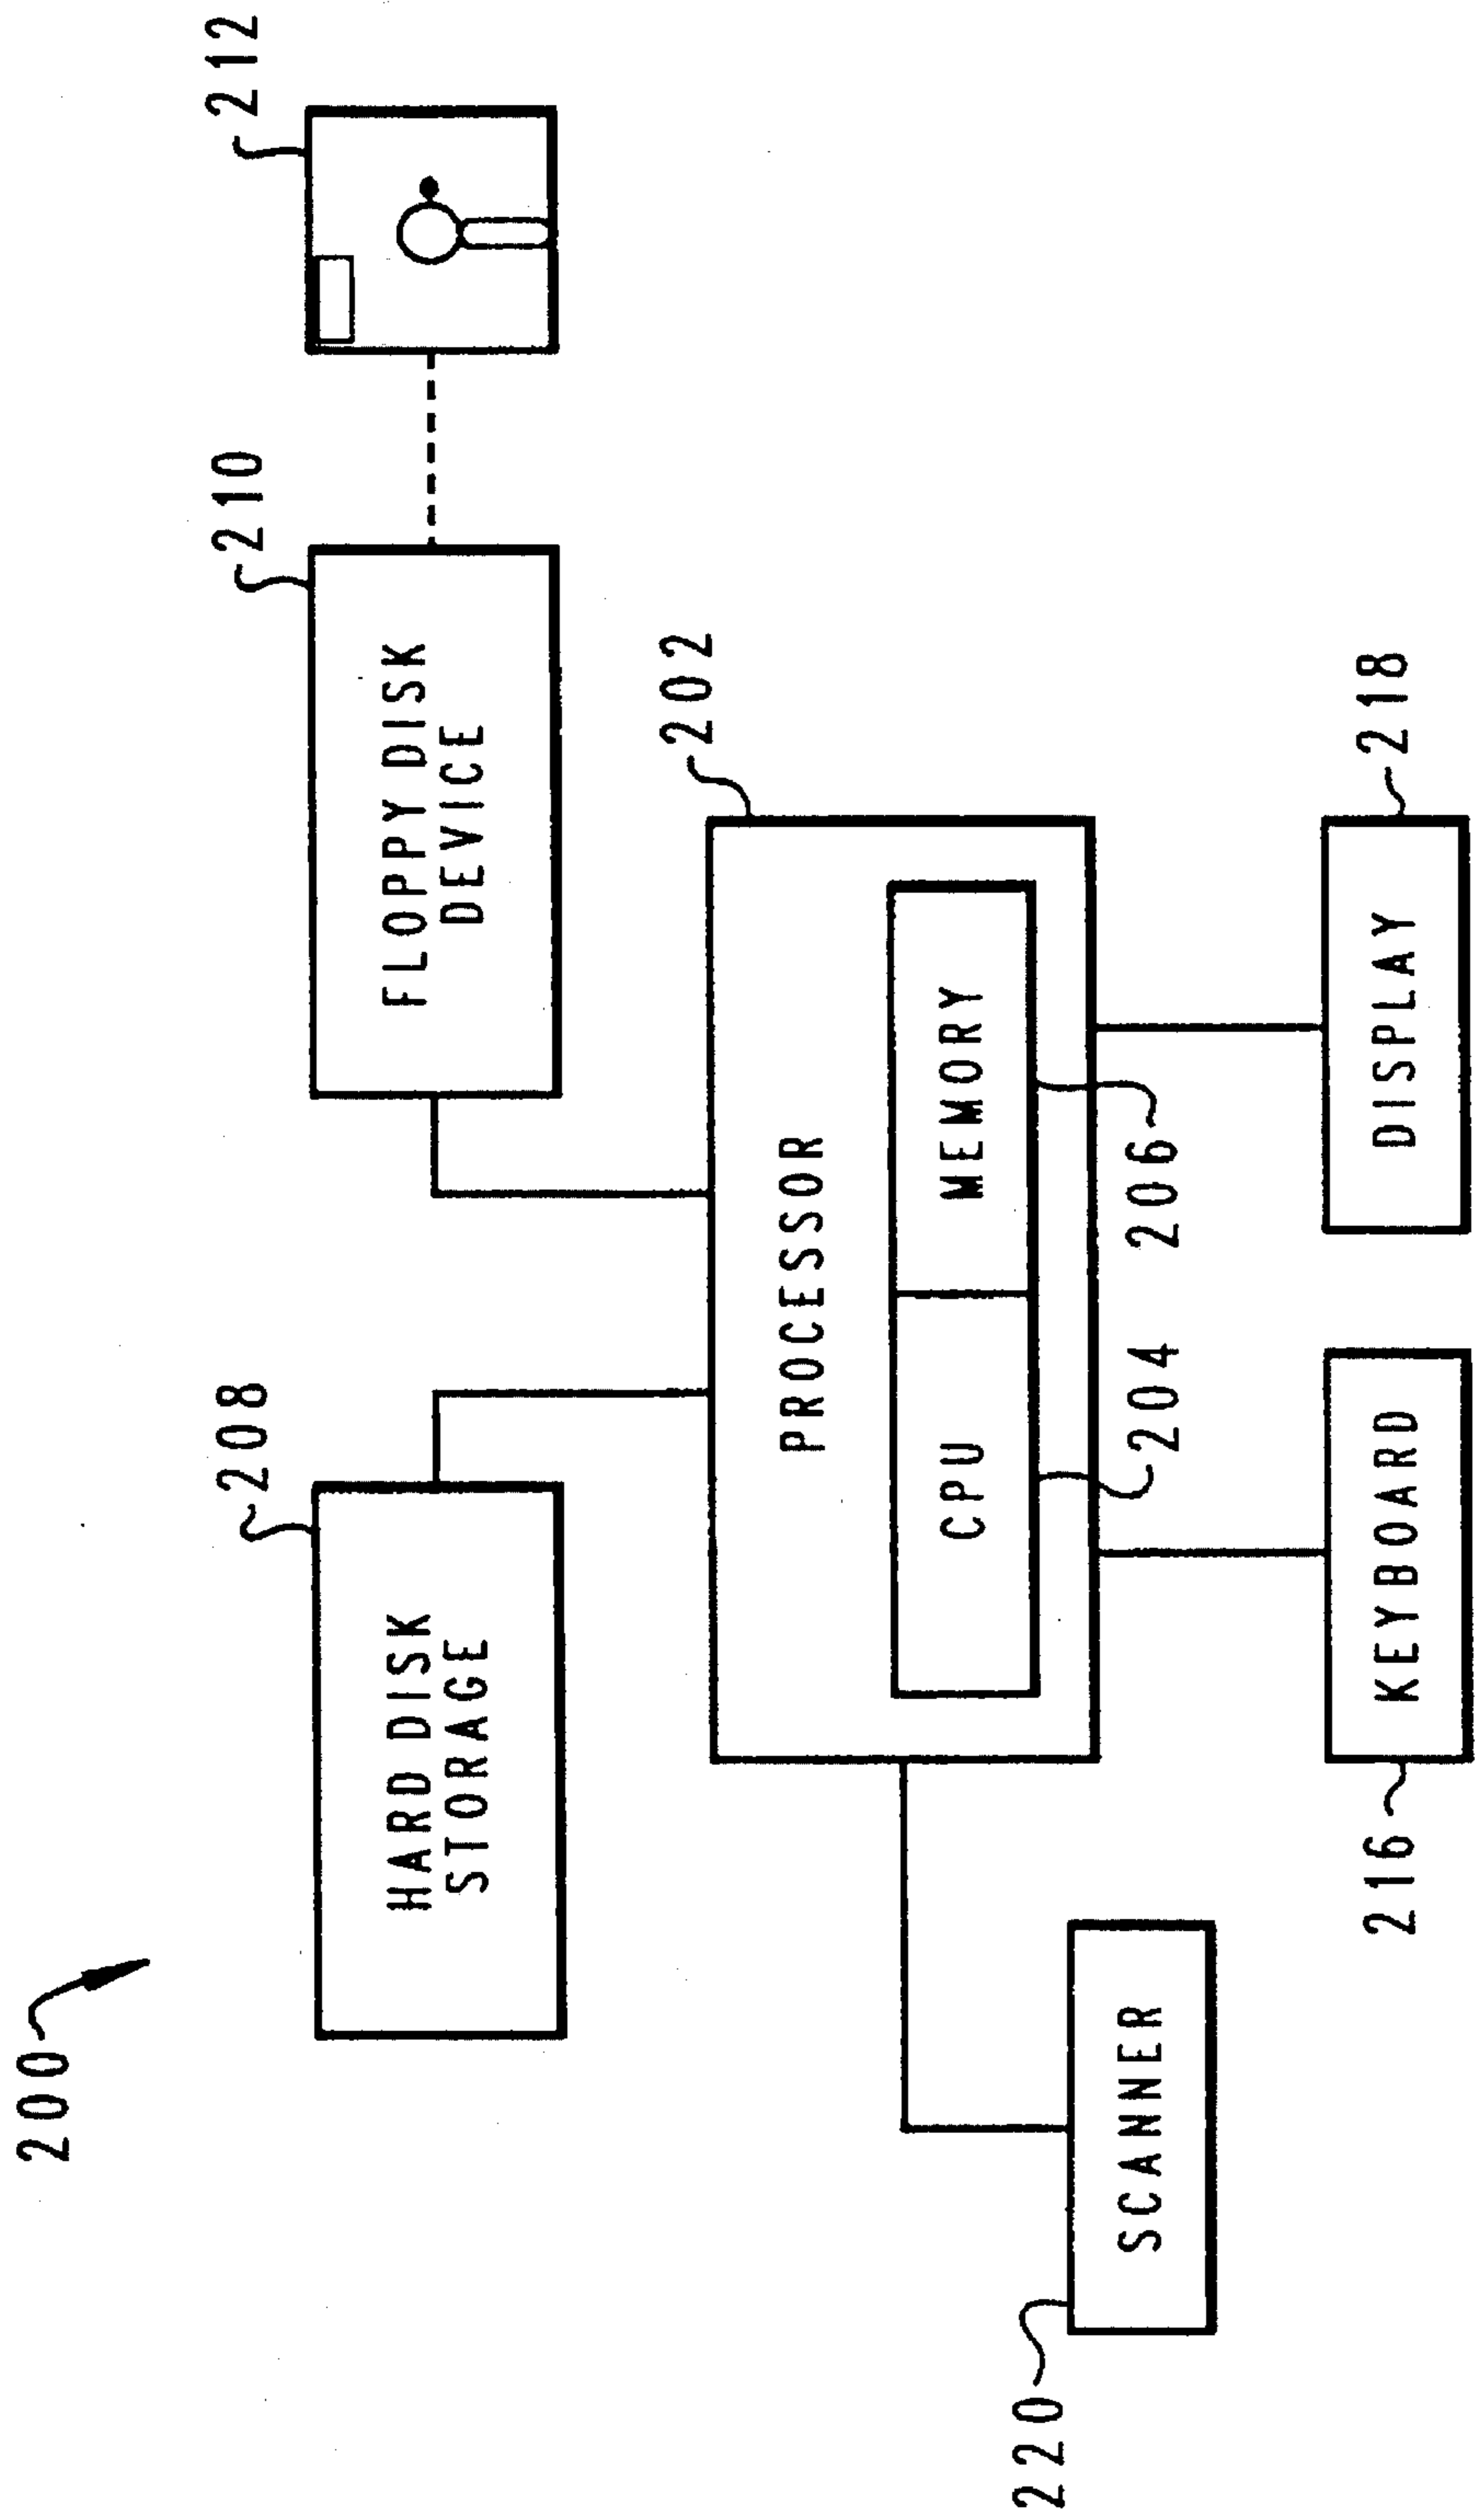 200
208
210
212
HARD DISK
STORAGE
FLOPPY DISK
DEVICE
202
PROCESSOR
CPU
MEMORY
220
SCANNER
204
206
216
KEYBOARD
DISPLAY
218